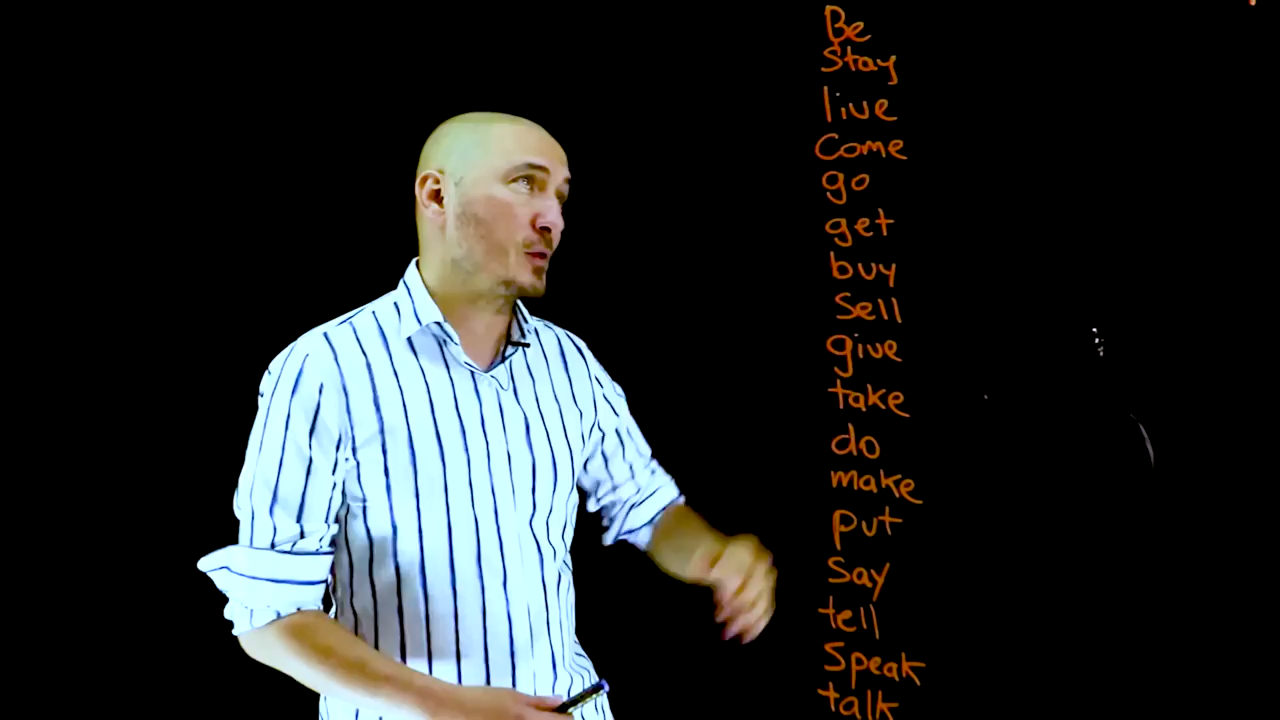 Be
Stay
live
Come
go
get
buy
Sell
give
take
do
make
put
Say
tell
Speak
talk